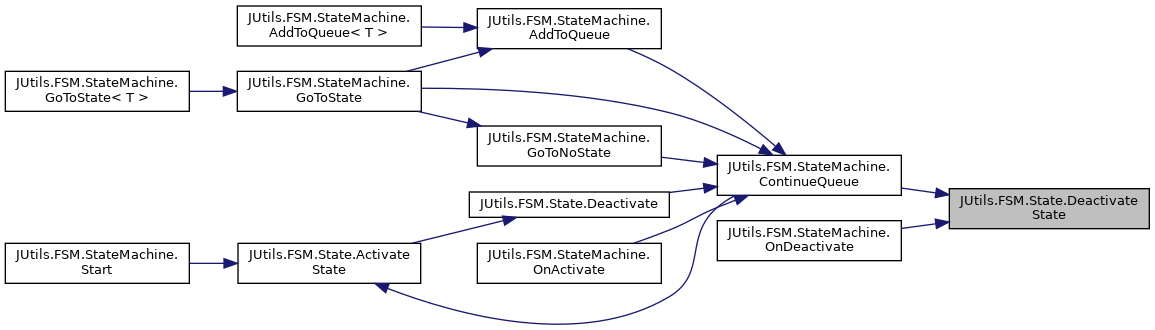 JUtils.FSM.StateMachine.
AddToQueue< T >
JUtils.FSM.StateMachine.
AddToQueue
JUtils.FSM.StateMachine.
GoToState< T >
JUtils.FSM.StateMachine.
GoToState
JUtils.FSM.StateMachine.
GoToNoState
JUtils.FSM.StateMachine.
ContinueQueue
JUtils.FSM.State.Deactivate
State
JUtils.FSM.State.Deactivate
JUtils.FSM.StateMachine.
OnDeactivate
JUtils.FSM.StateMachine.
Start
JUtils.FSM.State.Activate
State
JUtils.FSM.StateMachine.
OnActivate